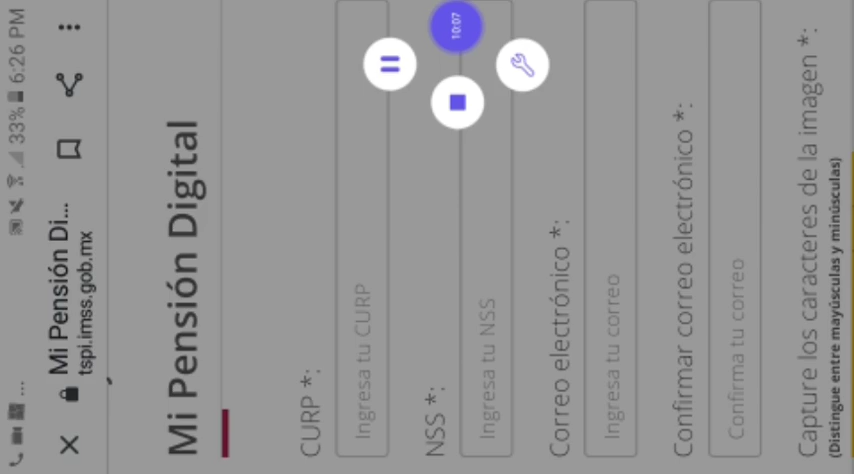 33% 6:26 PM
Mi Pensión Di...
tspi.imss.gob.mx
10:07
Mi Pensión Digital
CURP *:
Ingresa tu CURP
NSS *:
Ingresa tu NSS
Correo electrónico *:
Ingresa tu correo
Confirmar correo electrónico *:
Confirma tu correo
Capture los caracteres de la imagen *:
(Distingue entre mayúsculas y minúsculas)